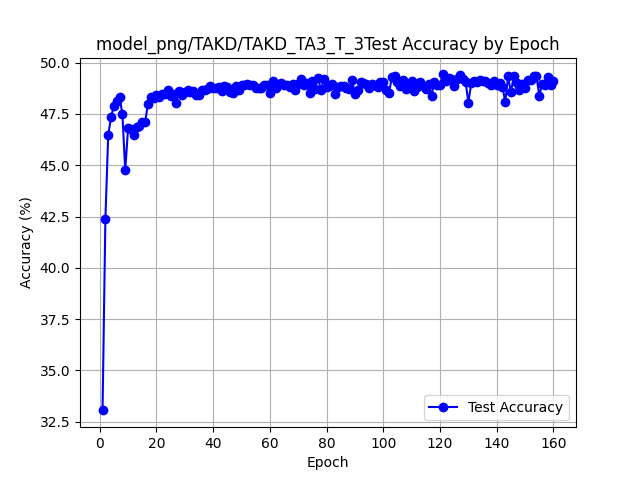 model_png/TAKD/TAKD_TA3_T_3Test Accuracy by Epoch
Accuracy (%)
50.0
47.5
45.0
42.5
40.0
37.5
35.0
32.5
Test Accuracy
0 20 40 60 80 100 120 140 160
Epoch